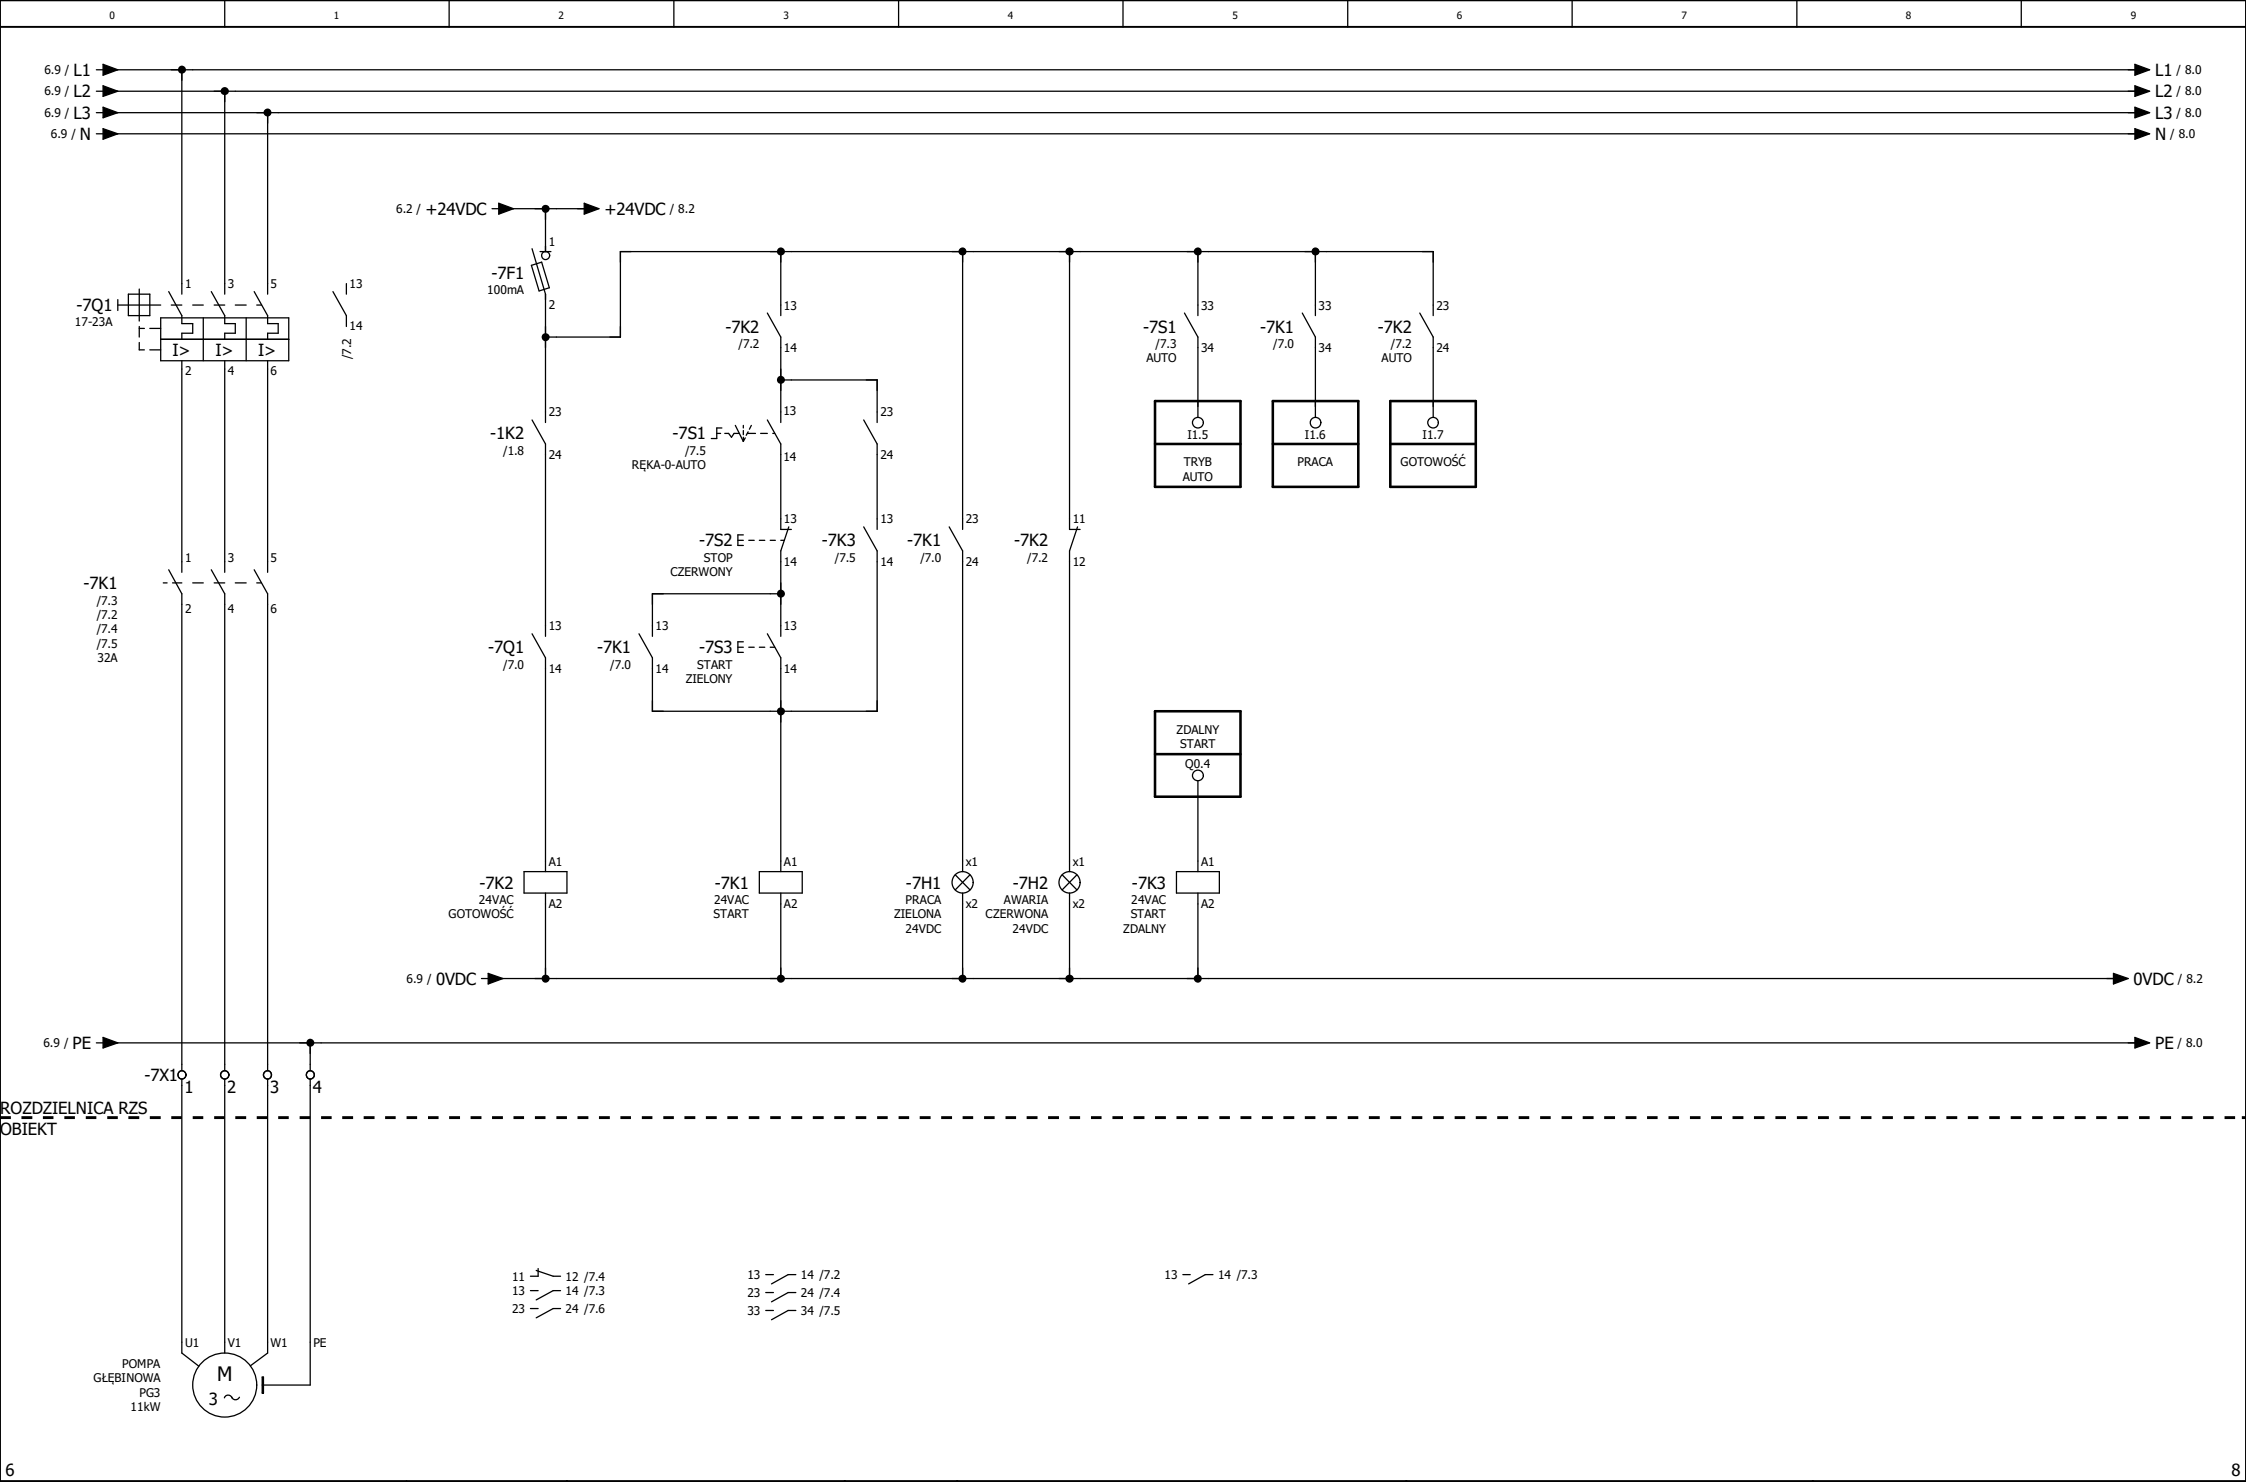 0 1 2 3 4 5 6 7 8 9
6.9 / L1
L1 / 8.0
6.9 / L2
L2 / 8.0
6.9 / L3
L3 / 8.0
6.9 / N
N / 8.0
6.2 / +24VDC
+24VDC / 8.2
-7Q1
17-23A
1 3 5
I> I> I>
2 4 6
13
14
/7.2
1
-7F1
100mA
2
13
-7K2
/7.2
14
33
-7S1
/7.3
AUTO
34
33
-7K1
/7.0
34
23
-7K2
/7.2
AUTO
24
I1.5
TRYB
AUTO
I1.6
PRACA
I1.7
GOTOWOŚĆ
23
-1K2
/1.8
24
13
-7S1
/7.5
RĘKA-0-AUTO
14
23
24
13
-7S2 E
STOP
CZERWONY
14
13
-7K3
/7.5
14
23
-7K1
/7.0
24
11
-7K2
/7.2
12
-7K1
/7.3
/7.2
/7.4
/7.5
32A
1 3 5
2 4 6
13
-7Q1
/7.0
14
13
-7K1
/7.0
14
13
-7S3 E
START
ZIELONY
14
ZDALNY
START
Q0.4
A1
-7K2
24VAC
GOTOWOŚĆ
A2
A1
-7K1
24VAC
START
A2
x1
-7H1
PRACA
ZIELONA
24VDC
x2
x1
-7H2
AWARIA
CZERWONA
24VDC
x2
A1
-7K3
24VAC
START
ZDALNY
A2
6.9 / 0VDC
0VDC / 8.2
6.9 / PE
PE / 8.0
-7X1
1 2 3 4
ROZDZIELNICA RZS
OBIEKT
11 12 /7.4
13 14 /7.3
23 24 /7.6
13 14 /7.2
23 24 /7.4
33 34 /7.5
13 14 /7.3
U1 V1 W1 PE
POMPA
GŁĘBINOWA
PG3
11kW
M
3 ~
6
8